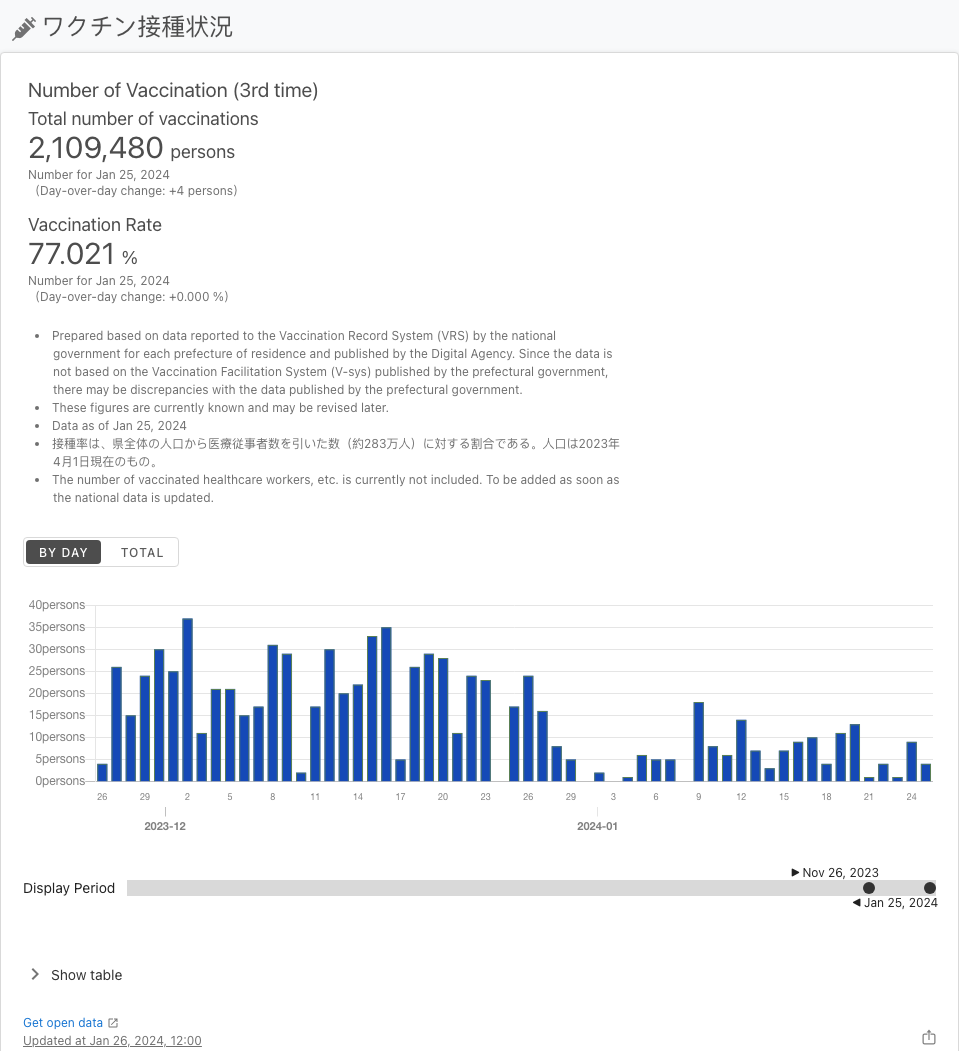 ワクチン接種状況
Number of Vaccination (3rd time)
Total number of vaccinations
2,109,480 persons
Number for Jan 25, 2024
(Day-over-day change: +4 persons)
Vaccination Rate
77.021 %
Number for Jan 25, 2024
(Day-over-day change: +0.000 %)
• Prepared based on data reported to the Vaccination Record System (VRS) by the national
government for each prefecture of residence and published by the Digital Agency. Since the data is
not based on the Vaccination Facilitation System (V-sys) published by the prefectural government,
there may be discrepancies with the data published by the prefectural government.
• These figures are currently known and may be revised later.
• Data as of Jan 25, 2024
• 接種率は、県全体の人口から医療従事者数を引いた数（約283万人）に対する割合である。人口は2023年
4月1日現在のもの。
• The number of vaccinated healthcare workers, etc. is currently not included. To be added as soon as
the national data is updated.
BY DAY TOTAL
40persons
35persons
30persons
25persons
20persons
15persons
10persons
5persons
0persons
26 29 2 5 8 11 14 17 20 23 26 29 3 6 9 12 15 18 21 24
2023-12 2024-01
Nov 26, 2023
Display Period
Jan 25, 2024
Show table
Get open data
Updated at Jan 26, 2024, 12:00